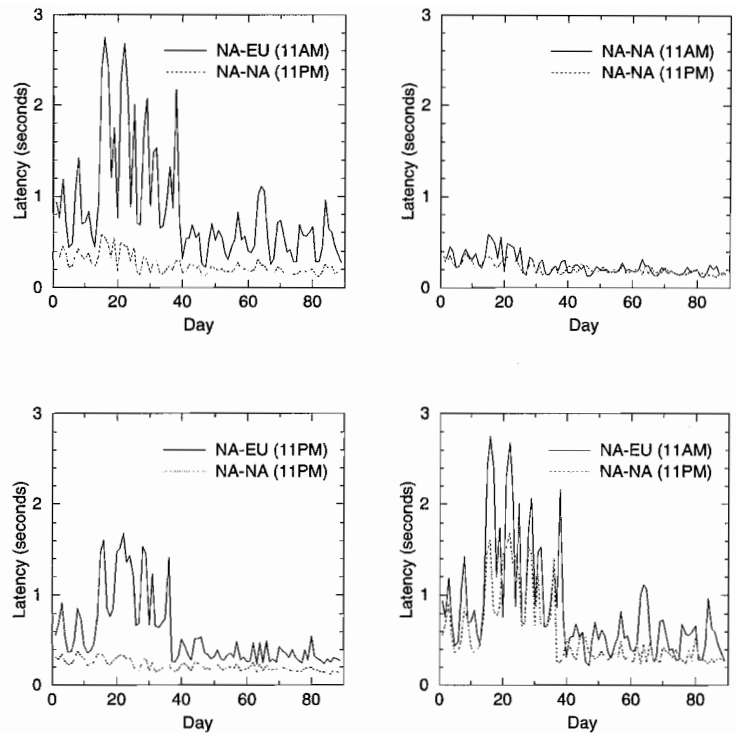 3
NA-EU (11AM)
NA-NA (11PM)
2
1
0
0 20 40 60 80
Latency (seconds)
Day
3
NA-NA (11AM)
NA-NA (11PM)
2
1
0
0 20 40 60 80
Latency (seconds)
Day
3
NA-EU (11PM)
NA-NA (11PM)
2
1
0
0 20 40 60 80
Latency (seconds)
Day
3
NA-EU (11AM)
NA-NA (11PM)
2
1
0
0 20 40 60 80
Latency (seconds)
Day